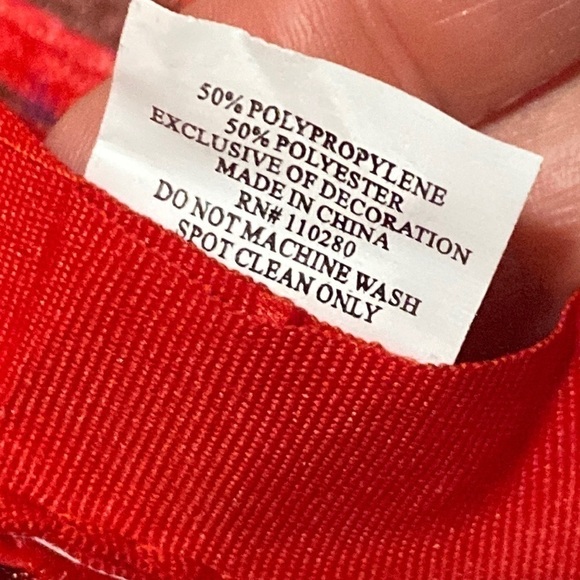 50% POLYPROPYLENE
50% POLYESTER
EXCLUSIVE OF DECORATION
MADE IN CHINA
RN# 110280
DO NOT MACHINE WASH
SPOT CLEAN ONLY